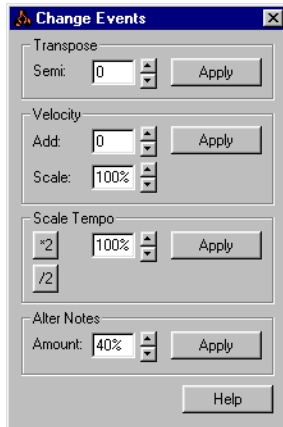 Change Events
Transpose
Semi: 0 Apply
Velocity
Add: 0 Apply
Scale: 100%
Scale Tempo
*2 100% Apply
/2
Alter Notes
Amount: 40% Apply
Help